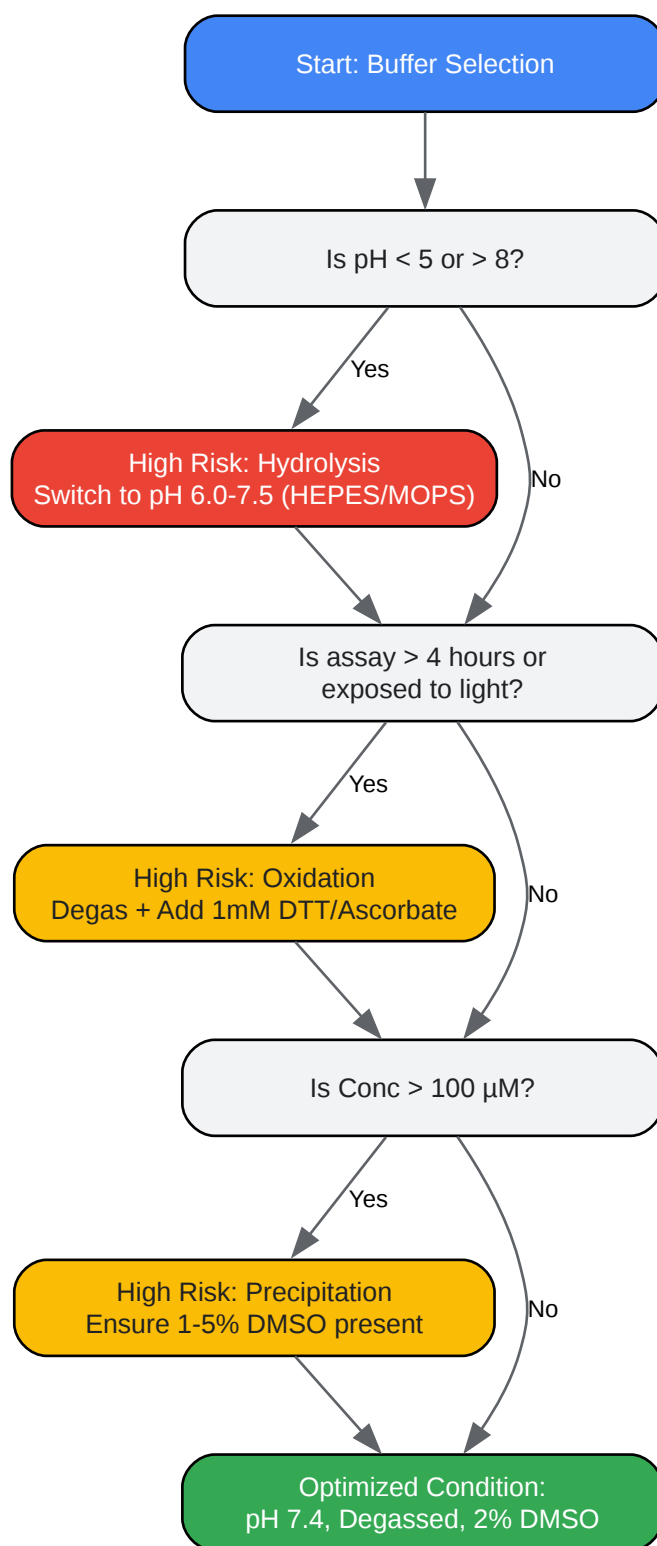 Start: Buffer Selection
Is pH < 5 or > 8?
Yes
No
High Risk: Hydrolysis
Switch to pH 6.0-7.5 (HEPES/MOPS)
Is assay > 4 hours or
exposed to light?
Yes
No
High Risk: Oxidation
Degas + Add 1mM DTT/Ascorbate
Is Conc > 100 µM?
Yes
No
High Risk: Precipitation
Ensure 1-5% DMSO present
Optimized Condition:
pH 7.4, Degassed, 2% DMSO